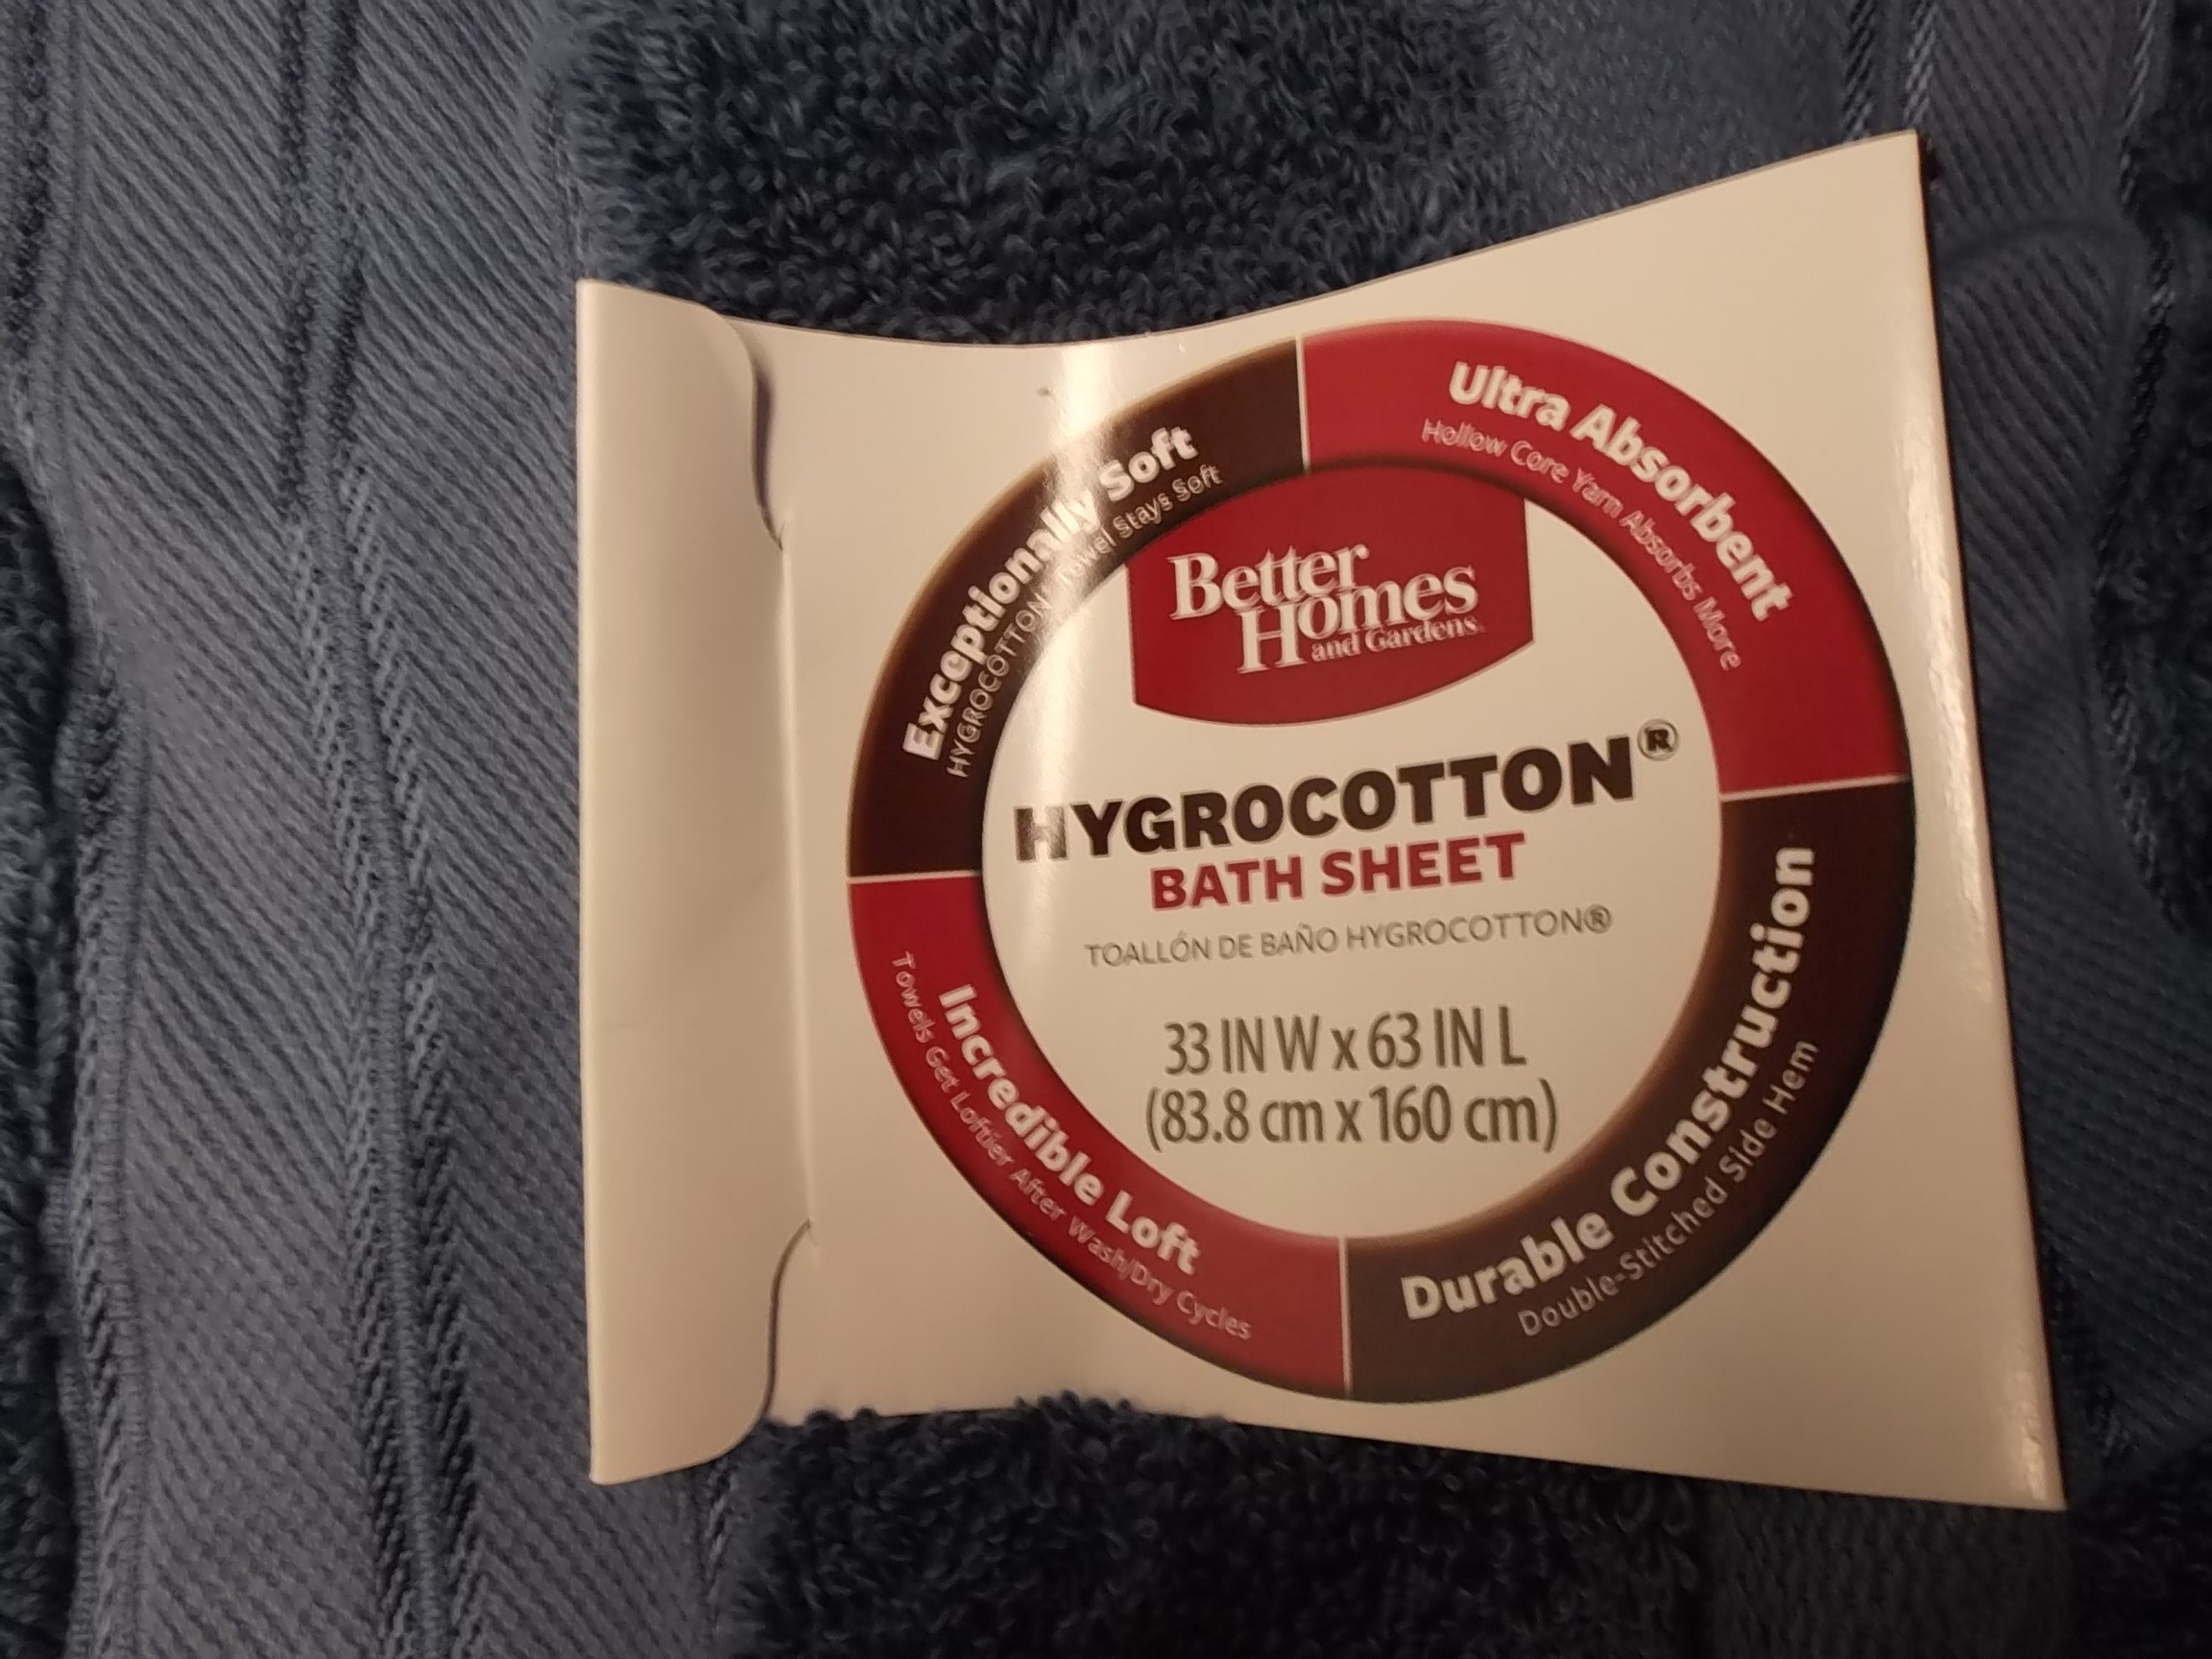 Exceptionally Soft
HYGROCOTTON Towel Stays Soft
Ultra Absorbent
Hollow Core Yarn Absorbs More
Better
Homes
and Gardens
HYGROCOTTON®
BATH SHEET
TOALLÓN DE BAÑO HYGROCOTTON®
33 IN W x 63 IN L
(83.8 cm x 160 cm)
Incredible Loft
Towels Get Loftier After Wash/Dry Cycles
Durable Construction
Double-Stitched Side Hem